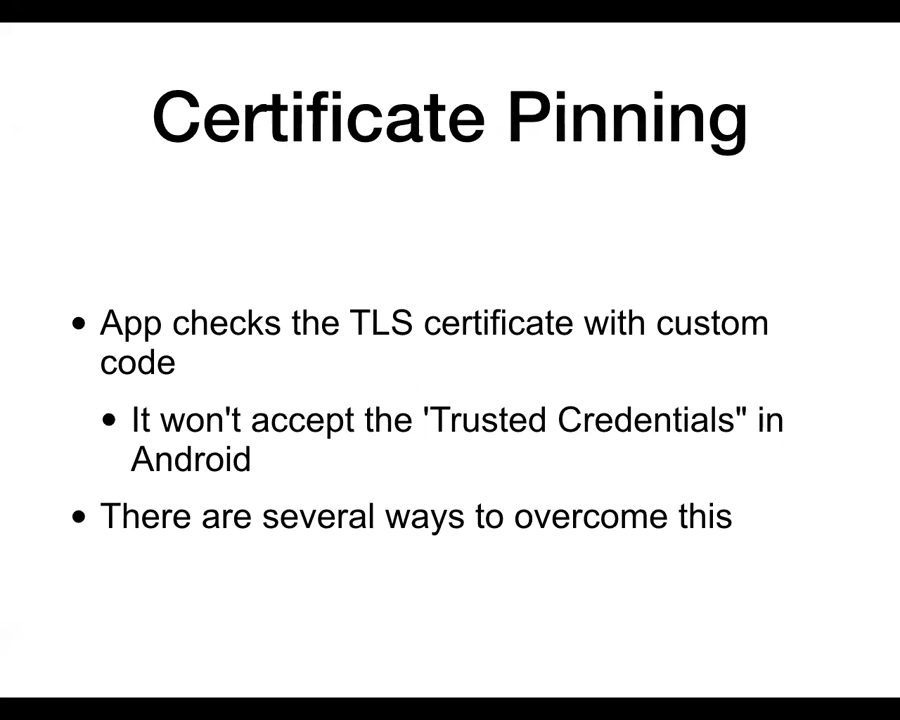 Certificate Pinning
• App checks the TLS certificate with custom
code
• It won't accept the 'Trusted Credentials" in
Android
• There are several ways to overcome this